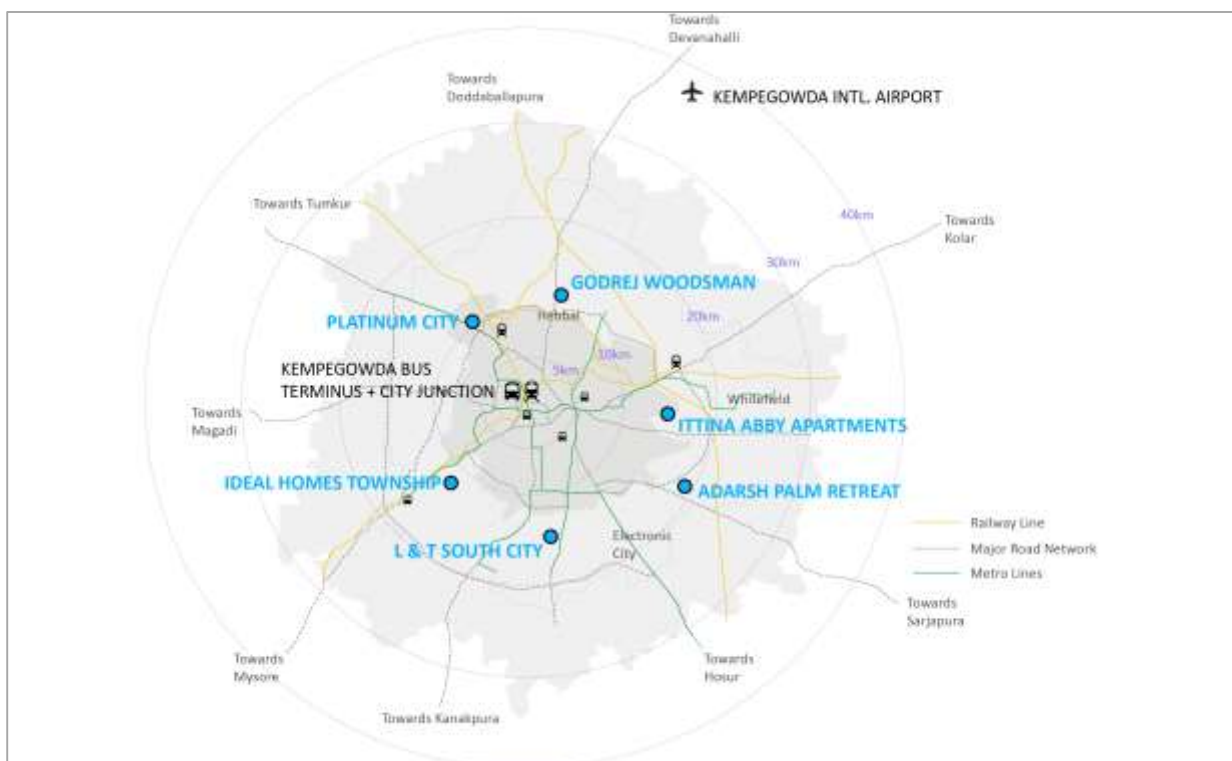 Towards
Devanahalli
Towards
Doddaballapura
KEMPEGOWDA INTL. AIRPORT
Towards Tumkur
40km
Towards
Kolar
30km
GODREJ WOODSMAN
20km
PLATINUM CITY
Hebbal
10km
5km
KEMPEGOWDA BUS
TERMINUS + CITY JUNCTION
Whitefield
Towards
Magadi
ITTINA ABBY APARTMENTS
IDEAL HOMES TOWNSHIP
ADARSH PALM RETREAT
Railway Line
Electronic
City
L & T SOUTH CITY
Major Road Network
Metro Lines
Towards
Sarjapura
Towards
Mysore
Towards
Hosur
Towards Kanakpura